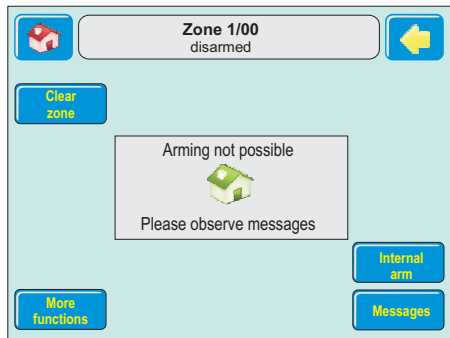 Zone 1/00
disarmed
Clear
zone
Arming not possible
Please observe messages
Internal
arm
More
functions
Messages